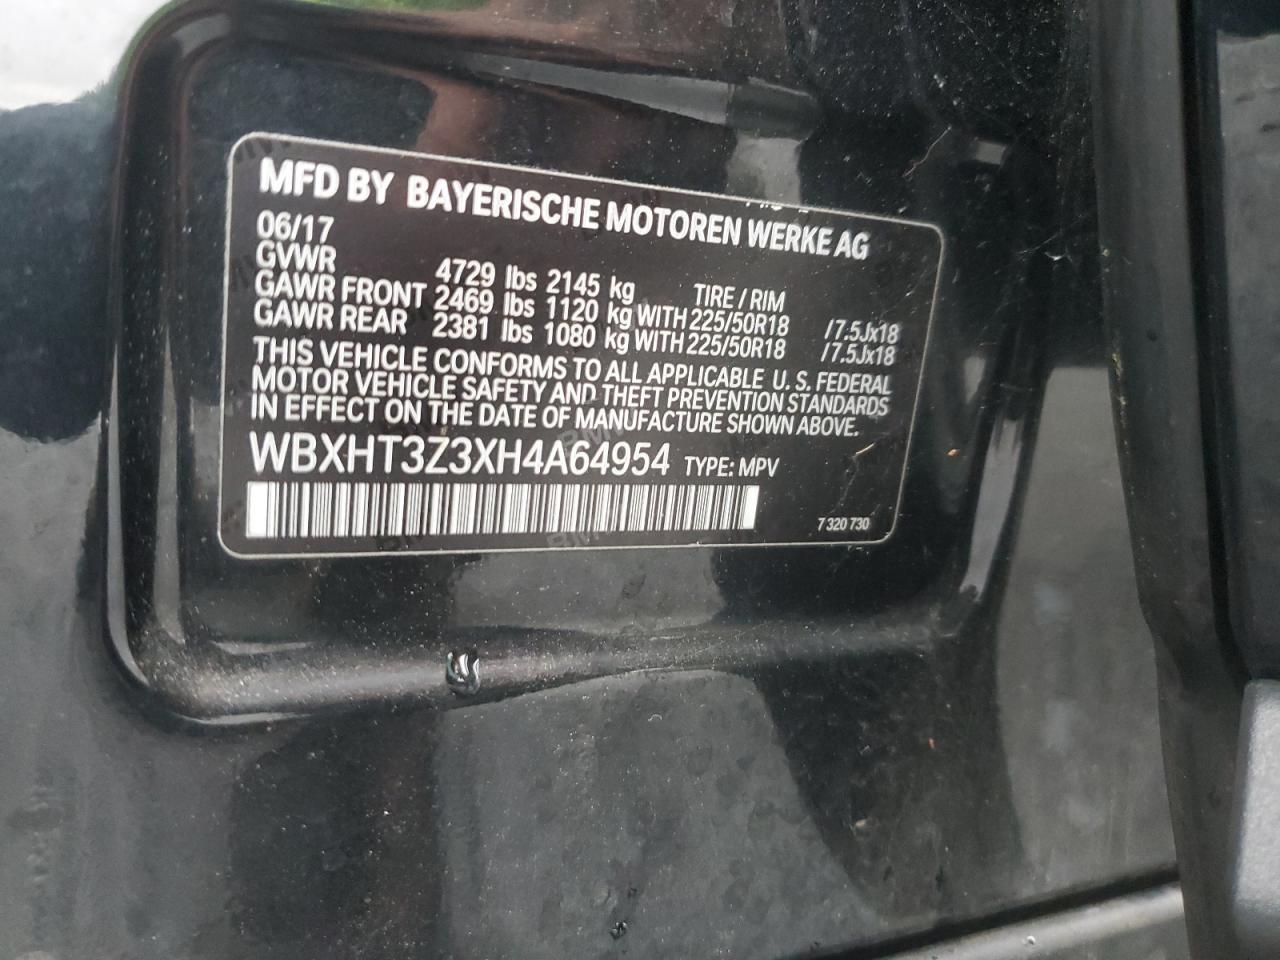 MFD BY BAYERISCHE MOTOREN WERKE AG
06/17
GVWR 4729 lbs 2145 kg TIRE / RIM
GAWR FRONT 2469 lbs 1120 kg WITH 225/50R18 /7.5Jx18
GAWR REAR 2381 lbs 1080 kg WITH 225/50R18 /7.5Jx18
THIS VEHICLE CONFORMS TO ALL APPLICABLE U. S. FEDERAL
MOTOR VEHICLE SAFETY AND THEFT PREVENTION STANDARDS
IN EFFECT ON THE DATE OF MANUFACTURE SHOWN ABOVE.
WBXHT3Z3XH4A64954 TYPE: MPV
7 320 730